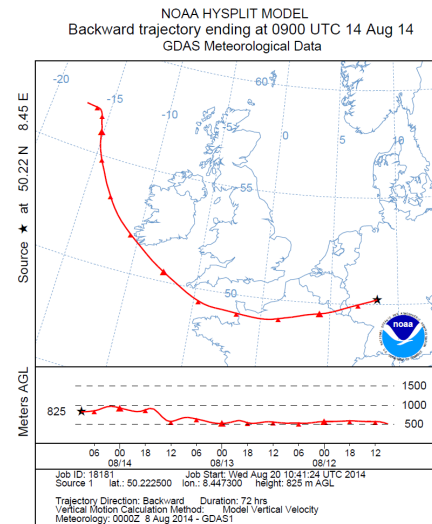 NOAA HYSPLIT MODEL
Backward trajectory ending at 0900 UTC 14 Aug 14
GDAS Meteorological Data
Source ★ at 50.22 N 8.45 E
-20
-15
-10
60
55
0
5
55
50
noaa
Meters AGL
825
1500
1000
500
06 00 18 12 06 00 18 12 06 00 18 12
08/14 08/13 08/12
Job ID: 18181 Job Start: Wed Aug 20 10:41:24 UTC 2014
Source 1 lat.: 50.222500 lon.: 8.447300 height: 825 m AGL
Trajectory Direction: Backward Duration: 72 hrs
Vertical Motion Calculation Method: Model Vertical Velocity
Meteorology: 0000Z 8 Aug 2014 - GDAS1